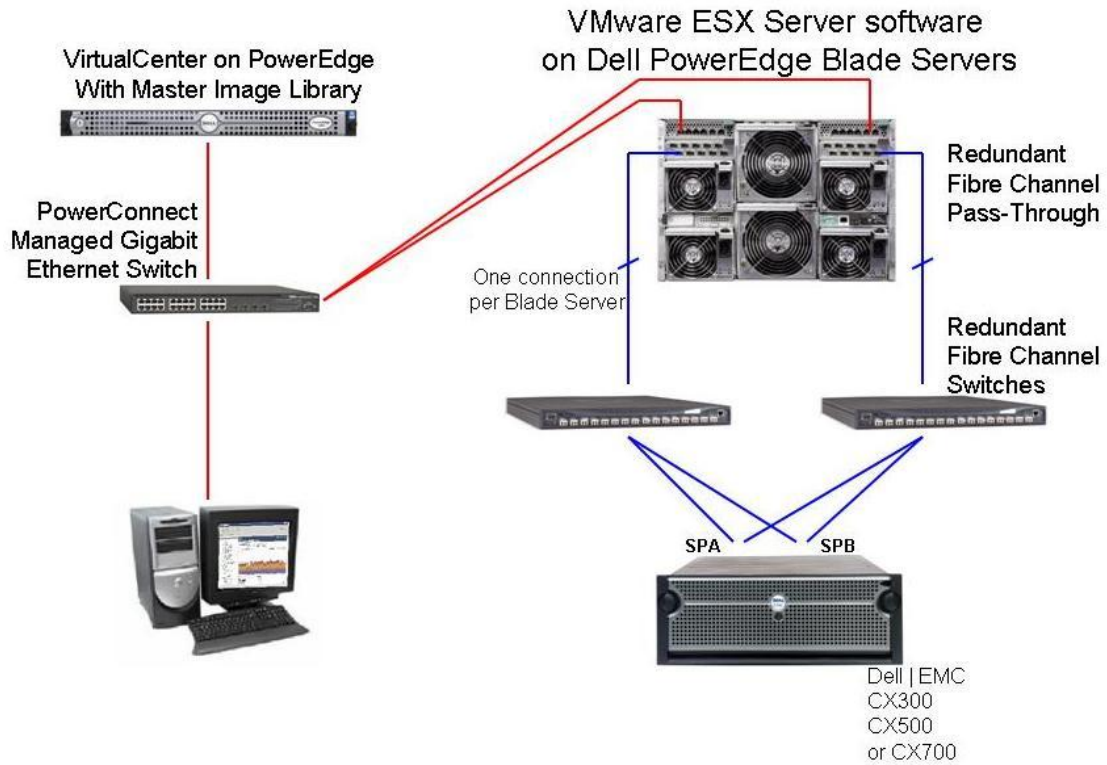 VMware ESX Server software
on Dell PowerEdge Blade Servers
VirtualCenter on PowerEdge
With Master Image Library
PowerConnect
Managed Gigabit
Ethernet Switch
Redundant
Fibre Channel
Pass-Through
One connection
per Blade Server
Redundant
Fibre Channel
Switches
SPA
SPB
Dell | EMC
CX300
CX500
or CX700